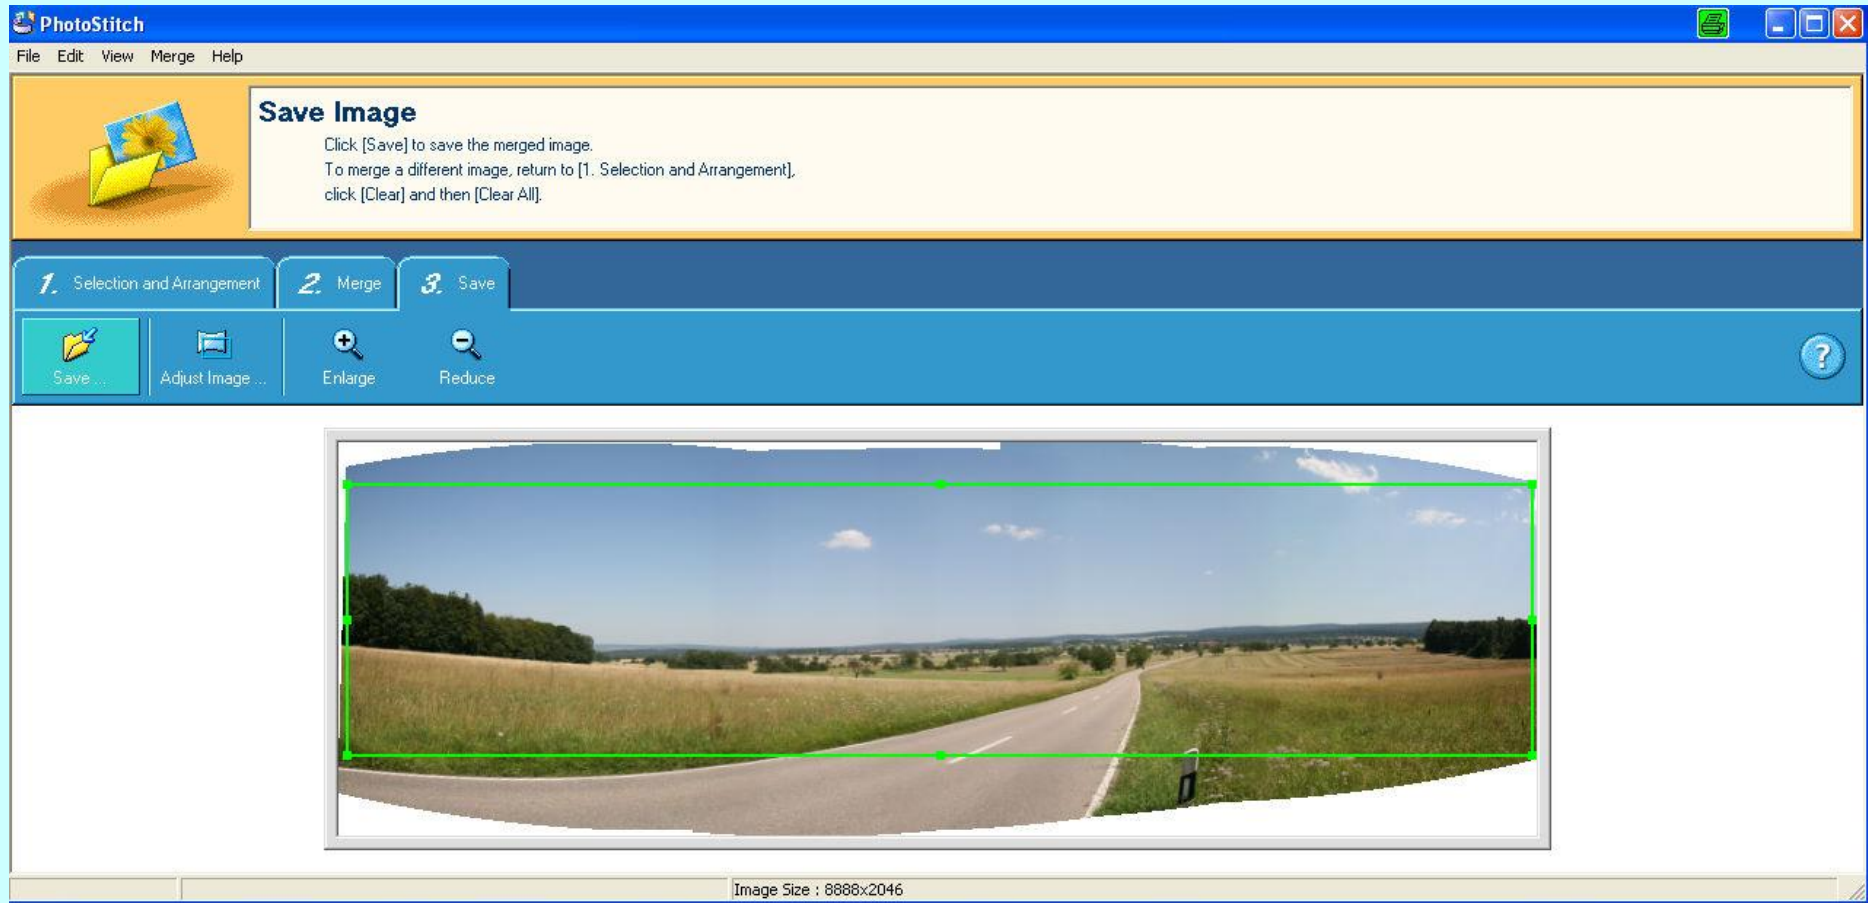 PhotoStitch
File Edit View Merge Help
Save Image
Click [Save] to save the merged image.
To merge a different image, return to [1. Selection and Arrangement],
click [Clear] and then [Clear All].
1. Selection and Arrangement 2. Merge 3. Save
Save ... Adjust Image ... Enlarge Reduce ?
Image Size : 8888x2046